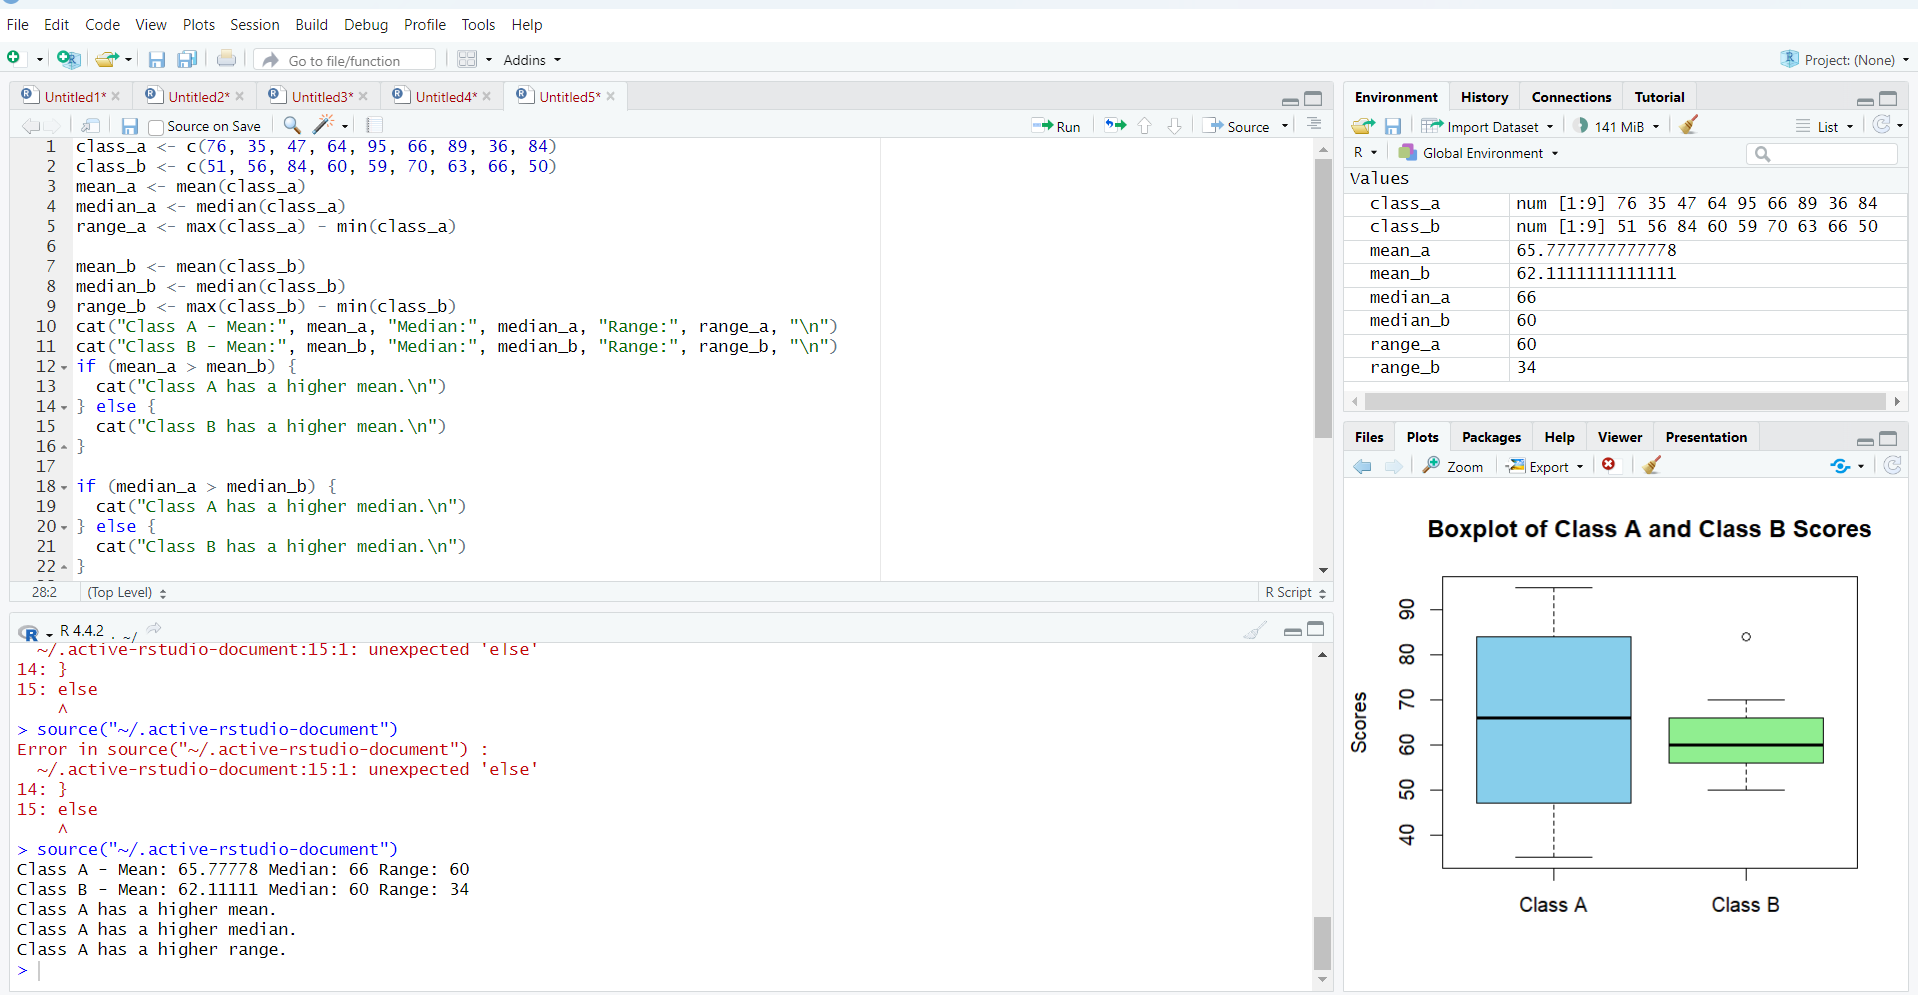 File Edit Code View Plots Session Build Debug Profile Tools Help
Go to file/function Addins Project: (None)
Untitled1* Untitled2* Untitled3* Untitled4* Untitled5*
Source on Save Run Source
1 class_a <- c(76, 35, 47, 64, 95, 66, 89, 36, 84)
2 class_b <- c(51, 56, 84, 60, 59, 70, 63, 66, 50)
3 mean_a <- mean(class_a)
4 median_a <- median(class_a)
5 range_a <- max(class_a) - min(class_a)
6
7 mean_b <- mean(class_b)
8 median_b <- median(class_b)
9 range_b <- max(class_b) - min(class_b)
10 cat("Class A - Mean:", mean_a, "Median:", median_a, "Range:", range_a, "\n")
11 cat("Class B - Mean:", mean_b, "Median:", median_b, "Range:", range_b, "\n")
12 if (mean_a > mean_b) {
13 cat("Class A has a higher mean.\n")
14 } else {
15 cat("Class B has a higher mean.\n")
16 }
17
18 if (median_a > median_b) {
19 cat("Class A has a higher median.\n")
20 } else {
21 cat("Class B has a higher median.\n")
22 }
28:2 (Top Level) R Script
R 4.4.2 . ~/
~/.active-rstudio-document:15:1: unexpected 'else'
14: }
15: else
^
> source("~/.active-rstudio-document")
Error in source("~/.active-rstudio-document") :
~/.active-rstudio-document:15:1: unexpected 'else'
14: }
15: else
^
> source("~/.active-rstudio-document")
Class A - Mean: 65.77778 Median: 66 Range: 60
Class B - Mean: 62.11111 Median: 60 Range: 34
Class A has a higher mean.
Class A has a higher median.
Class A has a higher range.
>
Environment History Connections Tutorial
Import Dataset 141 MiB List
R Global Environment
Values
class_a num [1:9] 76 35 47 64 95 66 89 36 84
class_b num [1:9] 51 56 84 60 59 70 63 66 50
mean_a 65.7777777777778
mean_b 62.1111111111111
median_a 66
median_b 60
range_a 60
range_b 34
Files Plots Packages Help Viewer Presentation
Zoom Export
Boxplot of Class A and Class B Scores
Scores
90
80
70
60
50
40
Class A Class B